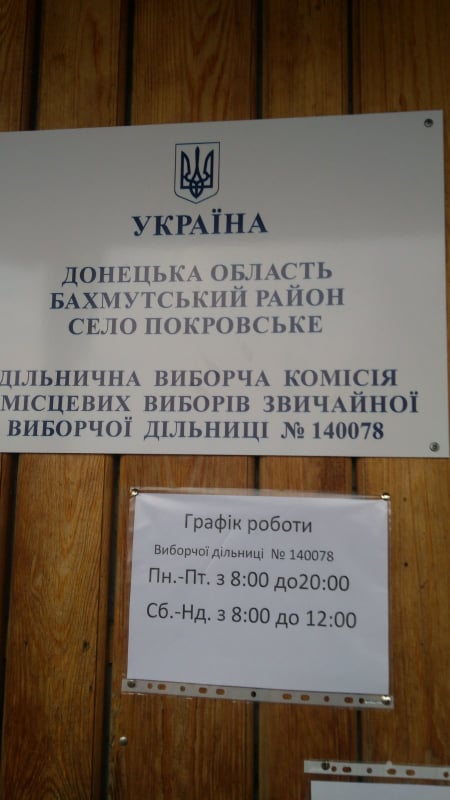 УКРАЇНА
ДОНЕЦЬКА ОБЛАСТЬ
БАХМУТСЬКИЙ РАЙОН
СЕЛО ПОКРОВСЬКЕ
ДІЛЬНИЧНА ВИБОРЧА КОМІСІЯ
МІСЦЕВИХ ВИБОРІВ ЗВИЧАЙНОЇ
ВИБОРЧОЇ ДІЛЬНИЦІ № 140078
Графік роботи
Виборчої дільниці № 140078
Пн.-Пт. з 8:00 до20:00
Сб.-Нд. з 8:00 до 12:00